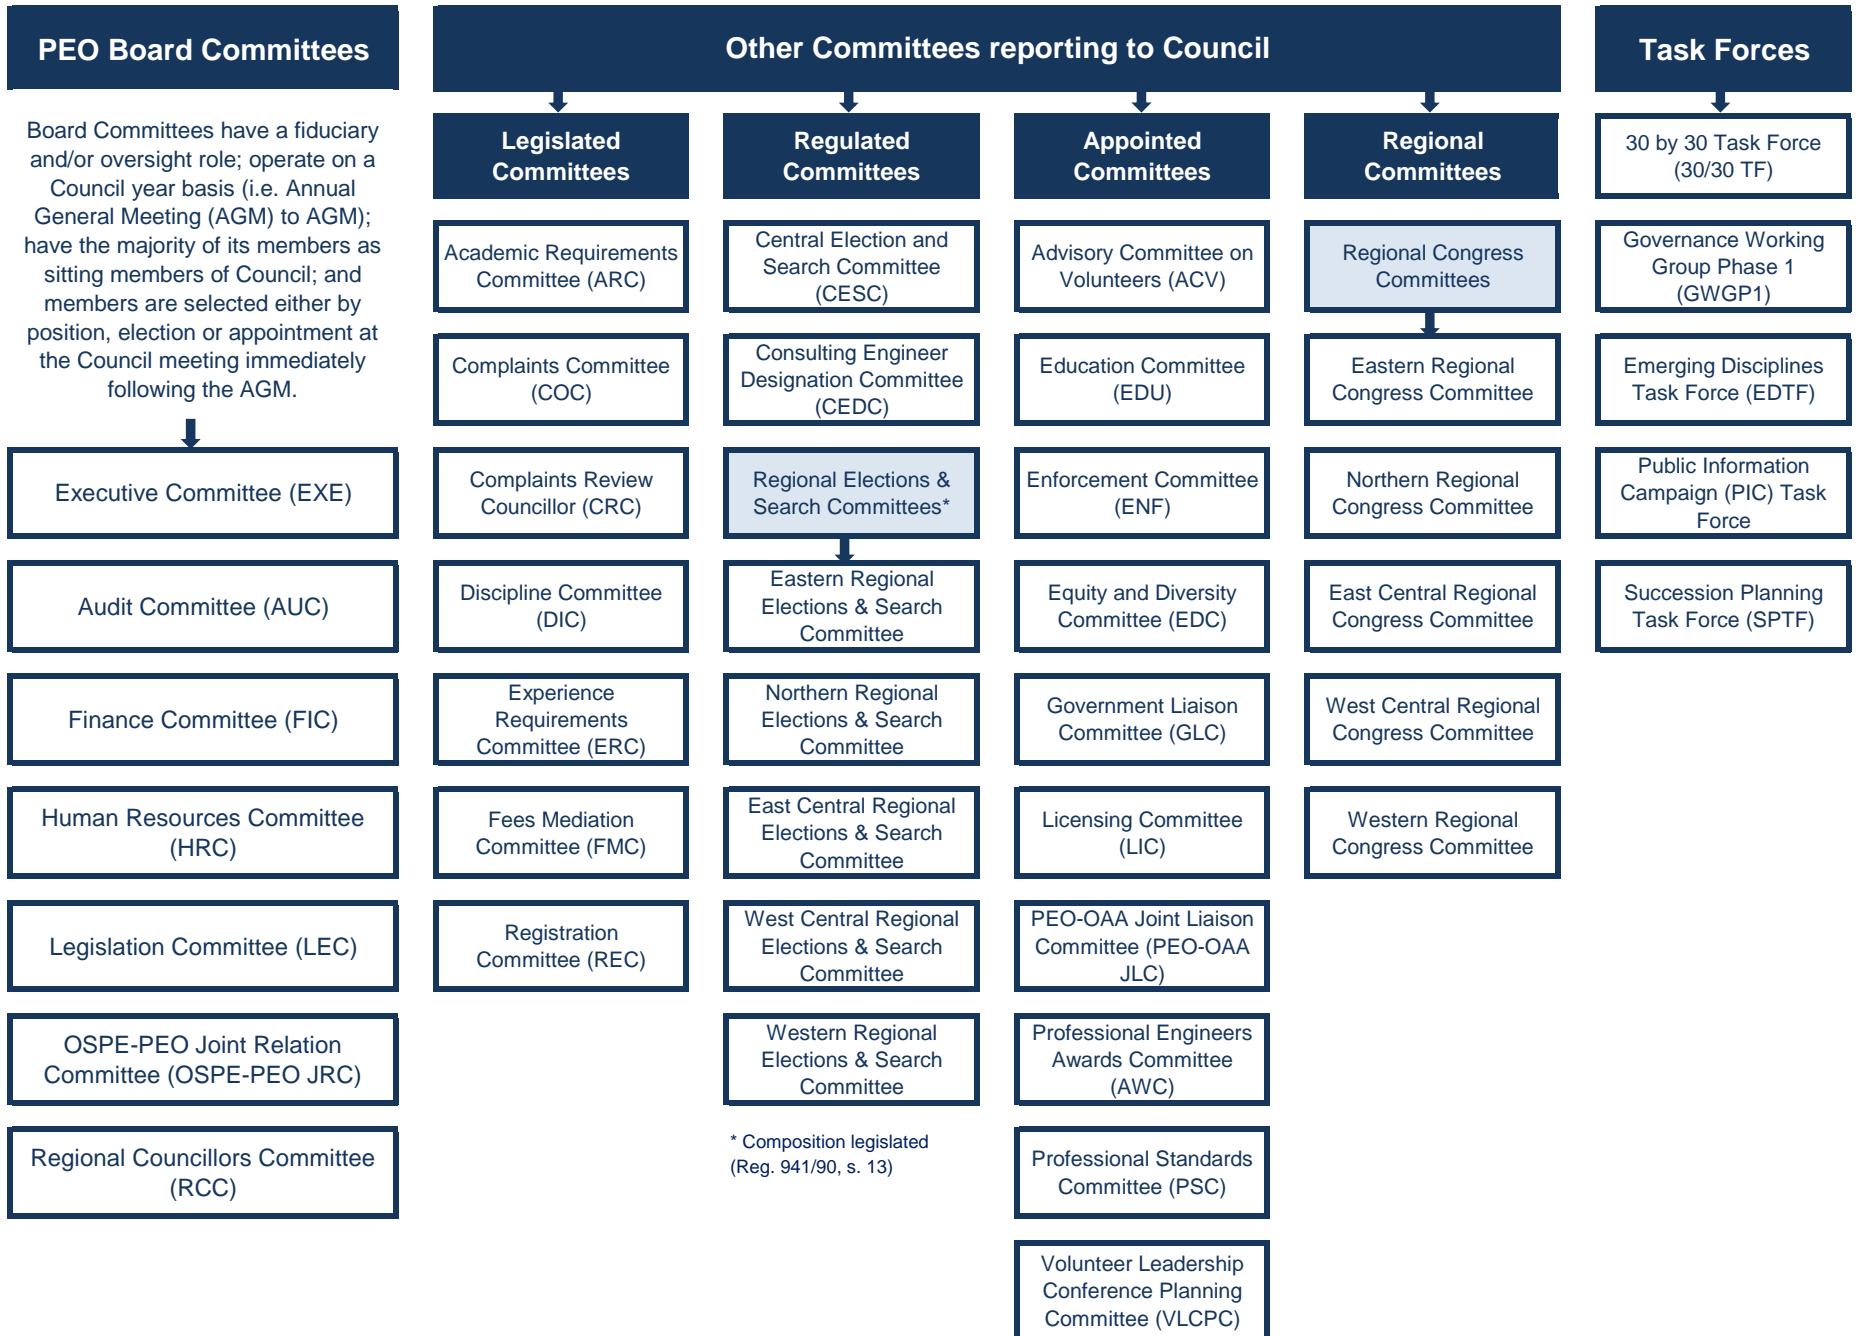 PEO Board Committees
Board Committees have a fiduciary
and/or oversight role; operate on a
Council year basis (i.e. Annual
General Meeting (AGM) to AGM);
have the majority of its members as
sitting members of Council; and
members are selected either by
position, election or appointment at
the Council meeting immediately
following the AGM.
Executive Committee (EXE)
Audit Committee (AUC)
Finance Committee (FIC)
Human Resources Committee
(HRC)
Legislation Committee (LEC)
OSPE-PEO Joint Relation
Committee (OSPE-PEO JRC)
Regional Councillors Committee
(RCC)
Other Committees reporting to Council
Legislated
Committees
Academic Requirements
Committee (ARC)
Complaints Committee
(COC)
Complaints Review
Councillor (CRC)
Discipline Committee
(DIC)
Experience
Requirements
Committee (ERC)
Fees Mediation
Committee (FMC)
Registration
Committee (REC)
Regulated
Committees
Central Election and
Search Committee
(CESC)
Consulting Engineer
Designation Committee
(CEDC)
Regional Elections &
Search Committees*
Eastern Regional
Elections & Search
Committee
Northern Regional
Elections & Search
Committee
East Central Regional
Elections & Search
Committee
West Central Regional
Elections & Search
Committee
Western Regional
Elections & Search
Committee
* Composition legislated
(Reg. 941/90, s. 13)
Appointed
Committees
Advisory Committee on
Volunteers (ACV)
Education Committee
(EDU)
Enforcement Committee
(ENF)
Equity and Diversity
Committee (EDC)
Government Liaison
Committee (GLC)
Licensing Committee
(LIC)
PEO-OAA Joint Liaison
Committee (PEO-OAA
JLC)
Professional Engineers
Awards Committee
(AWC)
Professional Standards
Committee (PSC)
Volunteer Leadership
Conference Planning
Committee (VLCPC)
Regional
Committees
Regional Congress
Committees
Eastern Regional
Congress Committee
Northern Regional
Congress Committee
East Central Regional
Congress Committee
West Central Regional
Congress Committee
Western Regional
Congress Committee
Task Forces
30 by 30 Task Force
(30/30 TF)
Governance Working
Group Phase 1
(GWGP1)
Emerging Disciplines
Task Force (EDTF)
Public Information
Campaign (PIC) Task
Force
Succession Planning
Task Force (SPTF)